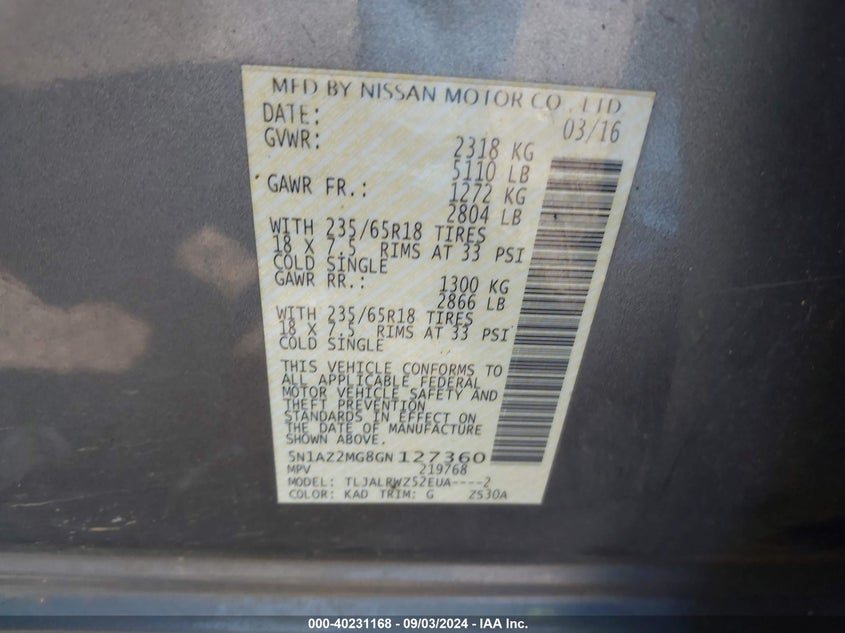 MFD BY NISSAN MOTOR CO., LTD.
DATE: 03/16
GVWR: 2318 KG
5110 LB
GAWR FR.: 1272 KG
2804 LB
WITH 235/65R18 TIRES
18 X 7.5 RIMS AT 33 PSI
COLD SINGLE
GAWR RR.: 1300 KG
2866 LB
WITH 235/65R18 TIRES
18 X 7.5 RIMS AT 33 PSI
COLD SINGLE
THIS VEHICLE CONFORMS TO
ALL APPLICABLE FEDERAL
MOTOR VEHICLE SAFETY AND
THEFT PREVENTION
STANDARDS IN EFFECT ON
THE DATE OF MANUFACTURE
SHOWN ABOVE.
5N1AZ2MG8GN127360
MPV 219768
MODEL: TLJALRWZ52EUA----2
COLOR: KAD TRIM: G Z530A
000-40231168 - 09/03/2024 - IAA Inc.